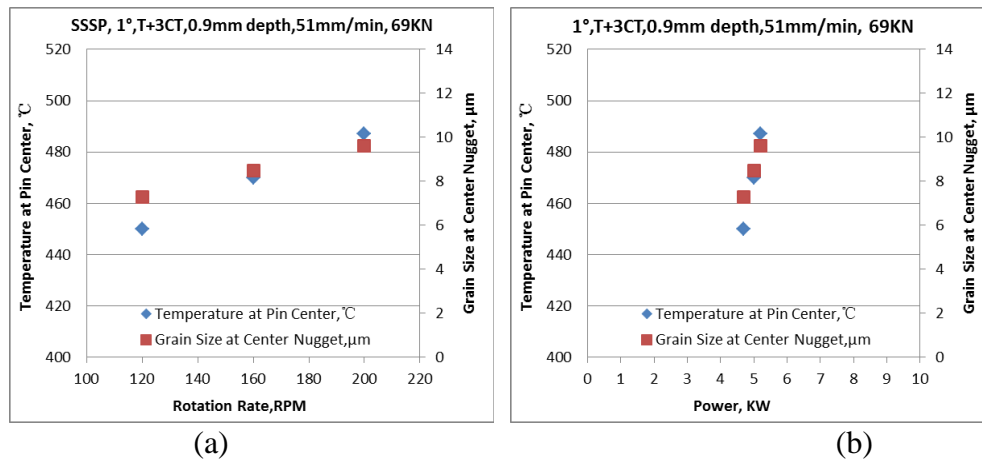 SSSP, 1°,T+3CT,0.9mm depth,51mm/min, 69KN
520
500
480
460
440
420
400
14
12
10
8
6
4
2
0
Temperature at Pin Center, ℃
Grain Size at Center Nugget, μm
Temperature at Pin Center,℃
Grain Size at Center Nugget,μm
100 120 140 160 180 200 220
Rotation Rate,RPM
(a)
1°,T+3CT,0.9mm depth,51mm/min, 69KN
520
500
480
460
440
420
400
14
12
10
8
6
4
2
0
Temperature at Pin Center, ℃
Grain Size at Center Nugget, μm
Temperature at Pin Center,℃
Grain Size at Center Nugget,μm
0 1 2 3 4 5 6 7 8 9 10
Power, KW
(b)